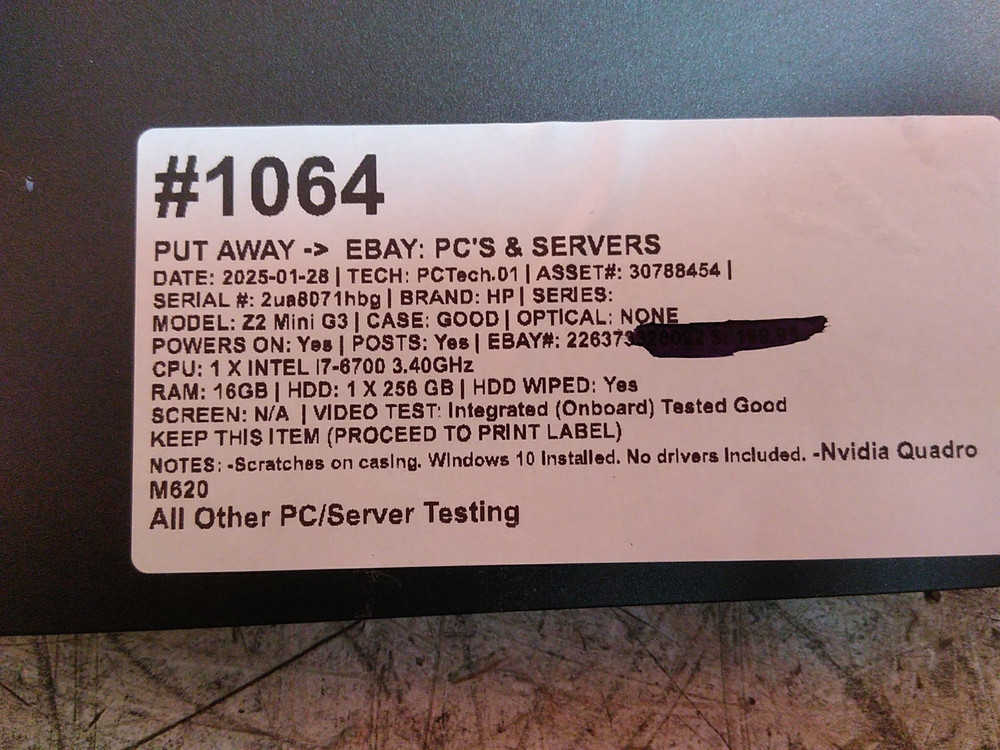 #1064
PUT AWAY -> EBAY: PC'S & SERVERS
DATE: 2025-01-28 | TECH: PCTech.01 | ASSET#: 30788454 |
SERIAL #: 2ua8071hbg | BRAND: HP | SERIES:
MODEL: Z2 Mini G3 | CASE: GOOD | OPTICAL: NONE
POWERS ON: Yes | POSTS: Yes | EBAY#:
CPU: 1 X INTEL I7-6700 3.40GHz
RAM: 16GB | HDD: 1 X 256 GB | HDD WIPED: Yes
SCREEN: N/A | VIDEO TEST: Integrated (Onboard) Tested Good
KEEP THIS ITEM (PROCEED TO PRINT LABEL)
NOTES: -Scratches on casing. Windows 10 Installed. No drivers Included. -Nvidia Quadro
M620
All Other PC/Server Testing